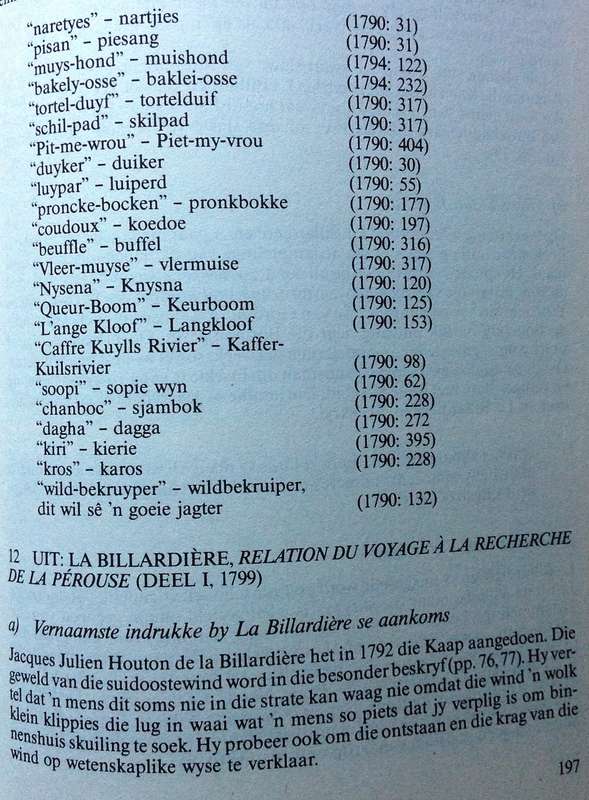 "naretyes" – nartjies (1790: 31)
"pisan" – piesang (1790: 31)
"muys-hond" – muishond (1794: 122)
"bakely-osse" – baklei-osse (1794: 232)
"tortel-duyf" – tortelduif (1790: 317)
"schil-pad" – skilpad (1790: 317)
"Pit-me-wrou" – Piet-my-vrou (1790: 404)
"duyker" – duiker (1790: 30)
"luypar" – luiperd (1790: 55)
"proncke-bocken" – pronkbokke (1790: 177)
"coudoux" – koedoe (1790: 197)
"beuffle" – buffel (1790: 316)
"Vleer-muyse" – vlermuise (1790: 317)
"Nysena" – Knysna (1790: 120)
"Queur-Boom" – Keurboom (1790: 125)
"L'ange Kloof" – Langkloof (1790: 153)
"Caffre Kuylls Rivier" – Kaffer-
Kuilsrivier (1790: 98)
"soopi" – sopie wyn (1790: 62)
"chanboc" – sjambok (1790: 228)
"dagha" – dagga (1790: 272
"kiri" – kierie (1790: 395)
"kros" – karos (1790: 228)
"wild-bekruyper" – wildbekruiper,
dit wil sê 'n goeie jagter (1790: 132)
12 UIT: LA BILLARDIÈRE, RELATION DU VOYAGE À LA RECHERCHE
DE LA PÉROUSE (DEEL I, 1799)
a) Vernaamste indrukke by La Billardière se aankoms
Jacques Julien Houton de la Billardière het in 1792 die Kaap aangedoen. Die
geweld van die suidoostewind word in die besonder beskryf (pp. 76, 77). Hy ver-
tel dat 'n mens dit soms nie in die strate kan waag nie omdat die wind 'n wolk
klein klippies die lug in waai wat 'n mens so piets dat jy verplig is om bin-
nenshuis skuiling te soek. Hy probeer ook om die ontstaan en die krag van die
wind op wetenskaplike wyse te verklaar.
197